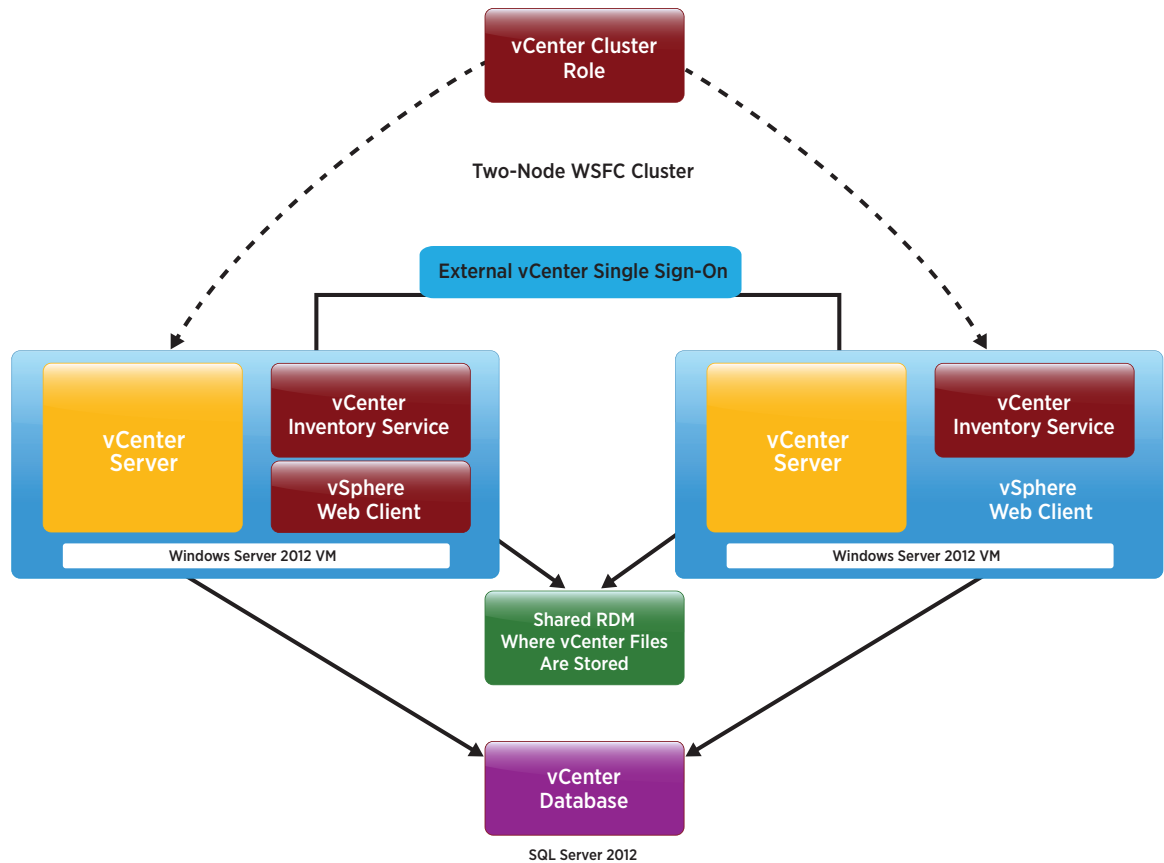 vCenter Cluster
Role
Two-Node WSFC Cluster
External vCenter Single Sign-On
vCenter
Server
vCenter
Inventory Service
vSphere
Web Client
Windows Server 2012 VM
vCenter
Server
vCenter
Inventory Service
vSphere
Web Client
Windows Server 2012 VM
Shared RDM
Where vCenter Files
Are Stored
vCenter
Database
SQL Server 2012